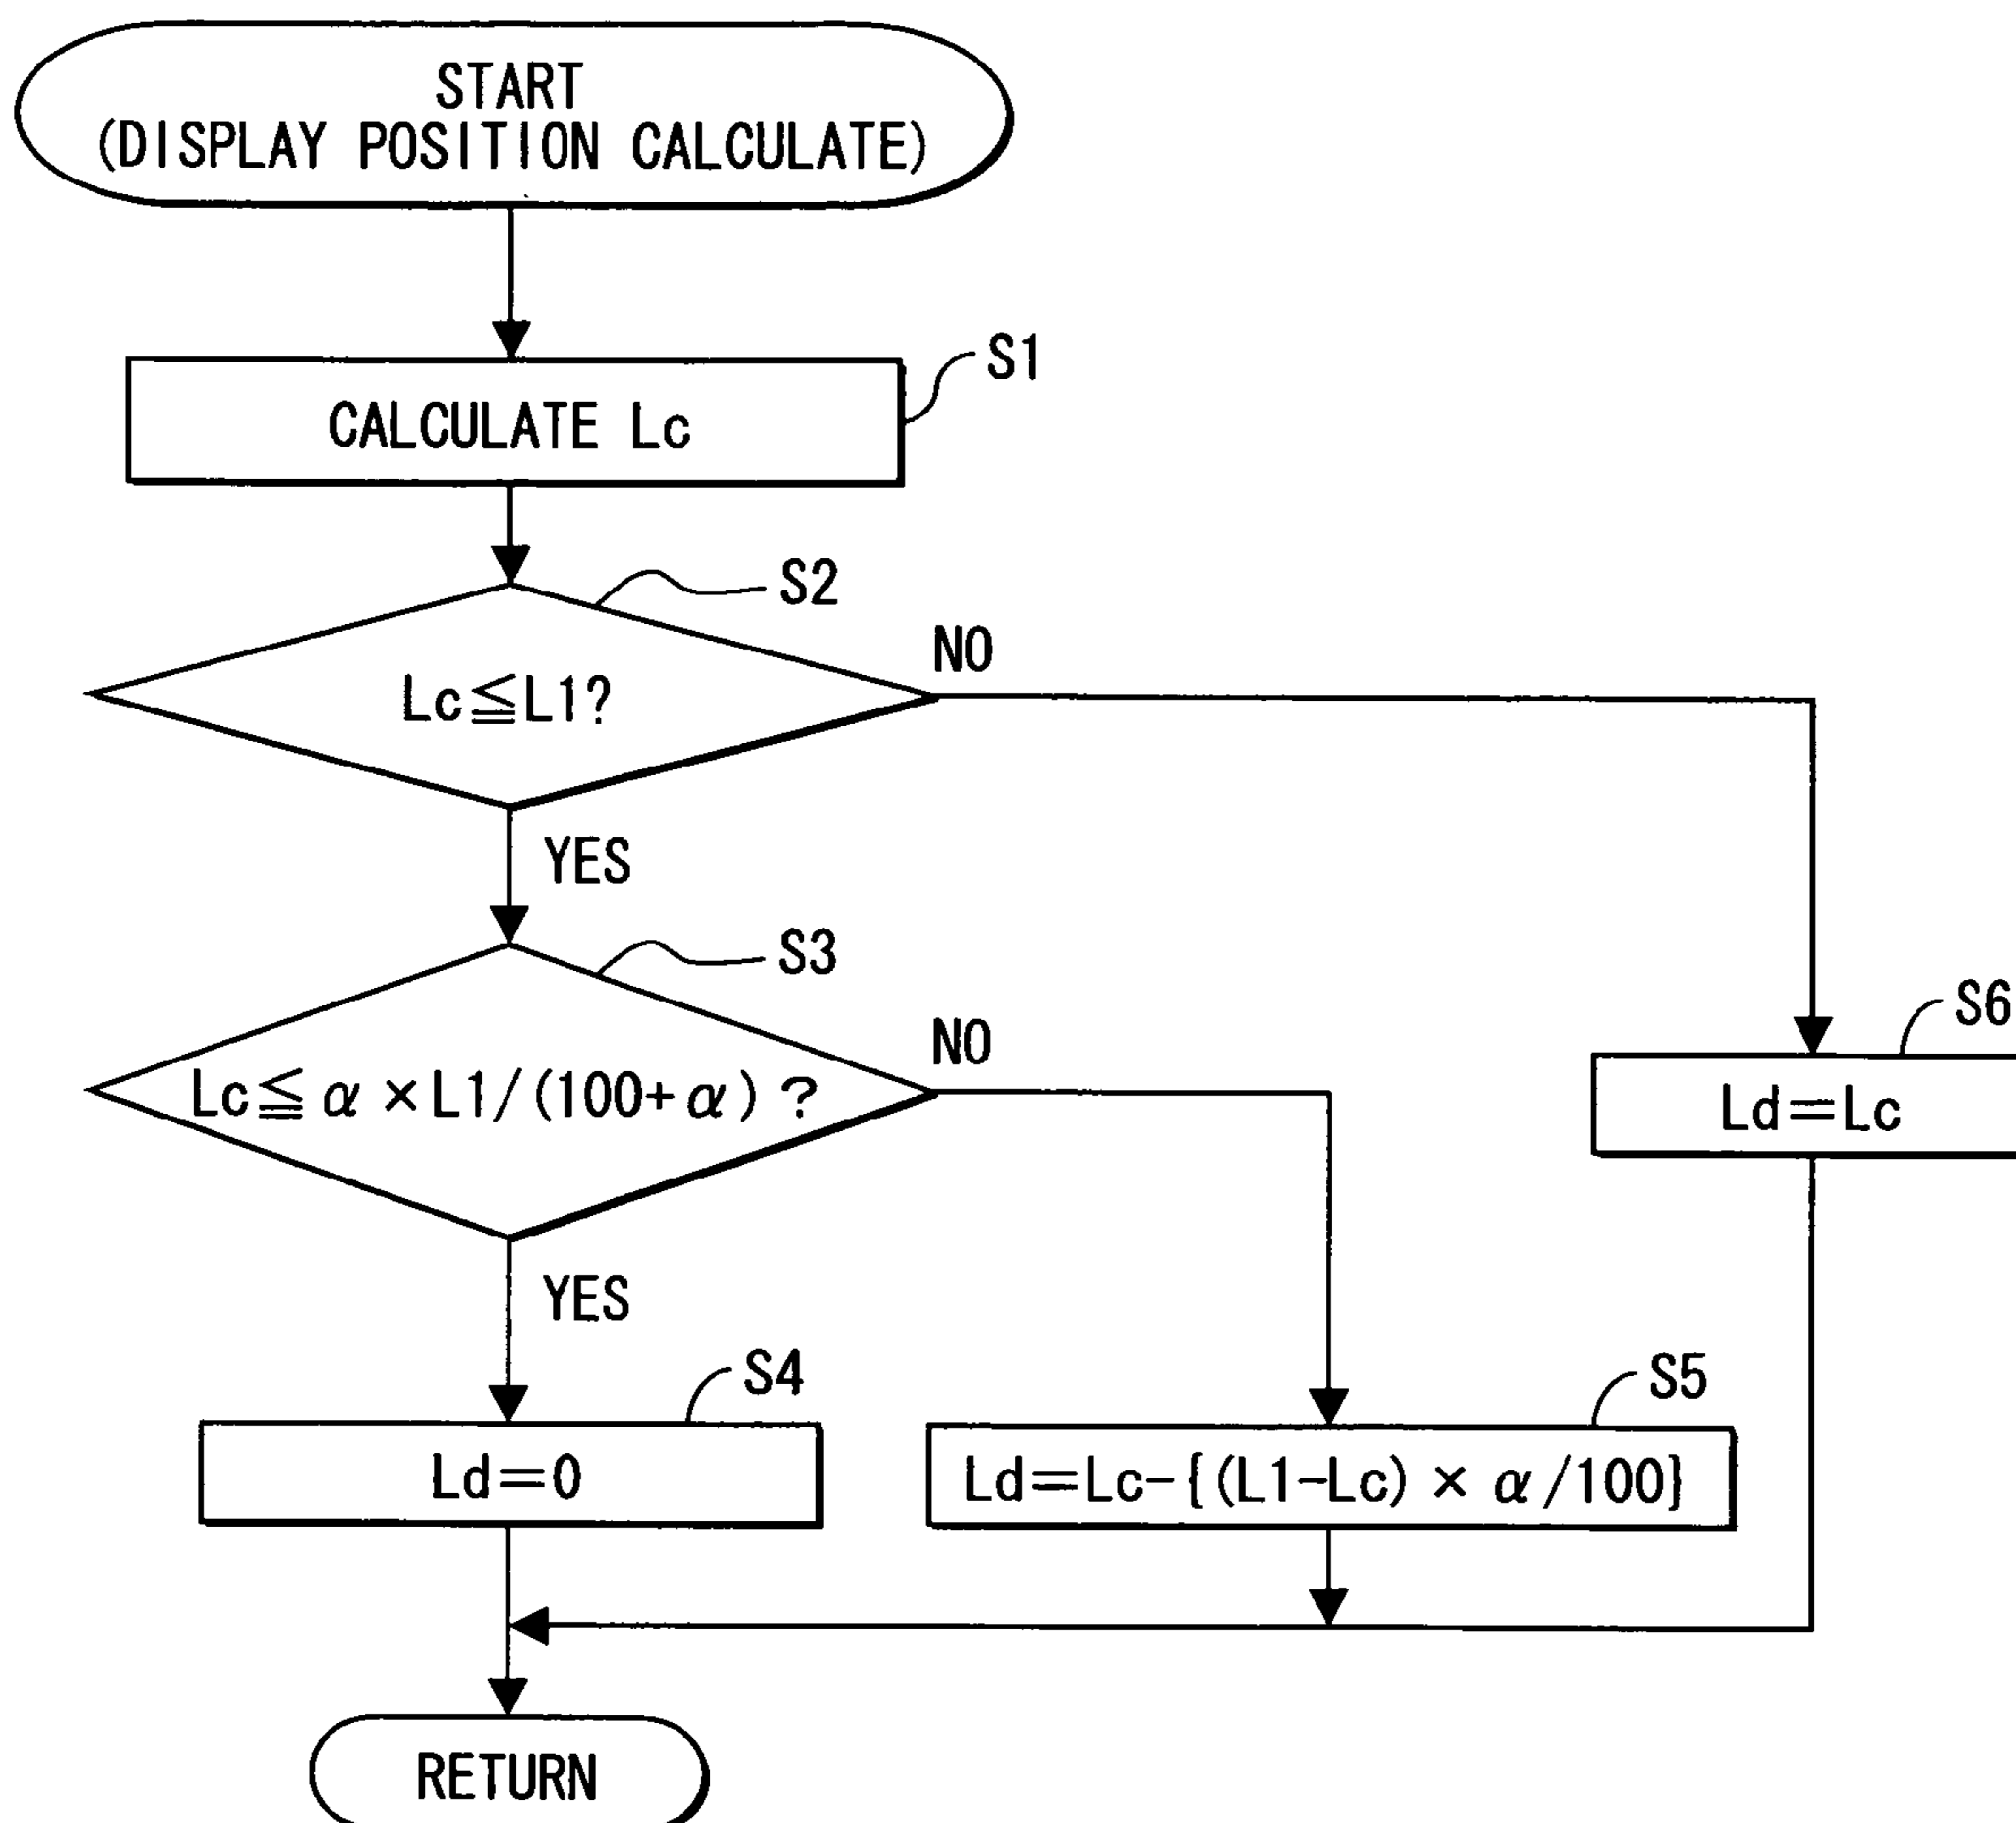 START
(DISPLAY POSITION CALCULATE)
S1
CALCULATE Lc
S2
NO
Lc≦L1?
YES
S3
NO
Lc≦α×L1/(100+α)?
S6
Ld=Lc
YES
S4
Ld=0
S5
Ld=Lc-{(L1-Lc)×α/100}
RETURN